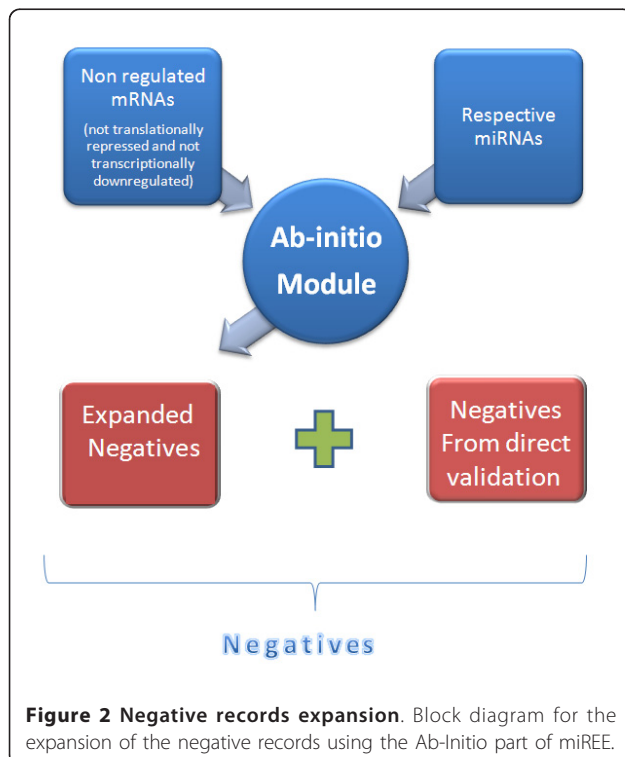 Non regulated
mRNAs
(not translationally
repressed and not
transcriptionally
downregulated)
Respective
miRNAs
Ab-initio
Module
Expanded
Negatives
Negatives
From direct
validation
Negatives
Figure 2 Negative records expansion. Block diagram for the
expansion of the negative records using the Ab-Initio part of miREE.